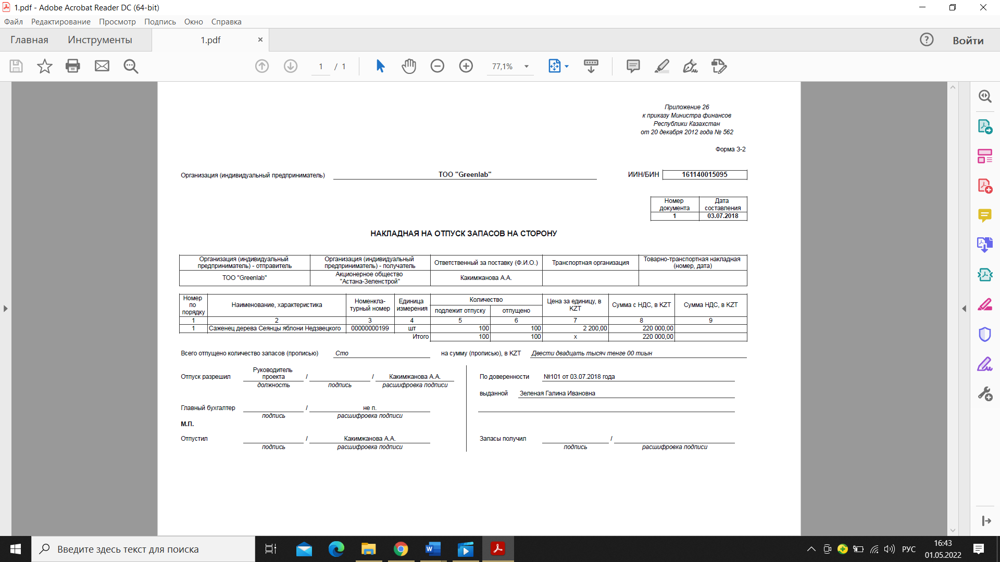 1.pdf - Adobe Acrobat Reader DC (64-bit)
Файл Редактирование Просмотр Подпись Окно Справка
Главная Инструменты 1.pdf Войти
1 / 1 77,1%
Приложение 26
к приказу Министра финансов
Республики Казахстан
от 20 декабря 2012 года № 562
Форма З-2
Организация (индивидуальный предприниматель) ТОО "Greenlab" ИИН/БИН 161140015095
Номер документа Дата составления
1 03.07.2018
НАКЛАДНАЯ НА ОТПУСК ЗАПАСОВ НА СТОРОНУ
Организация (индивидуальный предприниматель) - отправитель Организация (индивидуальный предприниматель) - получатель Ответственный за поставку (Ф.И.О.) Транспортная организация Товарно-транспортная накладная (номер, дата)
ТОО "Greenlab" Акционерное общество "Астана-Зеленстрой" Какимжанова А.А.
Номер по порядку Наименование, характеристика Номенкла-турный номер Единица измерения Количество Цена за единицу, в KZT Сумма с НДС, в KZT Сумма НДС, в KZT
подлежит отпуску отпущено
1 2 3 4 5 6 7 8 9
1 Саженец дерева Сеянцы яблони Недзвецкого 00000000199 шт 100 100 2 200,00 220 000,00
Итого 100 100 x 220 000,00
Всего отпущено количество запасов (прописью) Сто на сумму (прописью), в KZT Двести двадцать тысяч тенге 00 тиын
Отпуск разрешил Руководитель проекта / / Какимжанова А.А. По доверенности №101 от 03.07.2018 года
должность подпись расшифровка подписи
выданной Зеленая Галина Ивановна
Главный бухгалтер / не п.
подпись расшифровка подписи
М.П.
Отпустил / Какимжанова А.А. Запасы получил /
подпись расшифровка подписи подпись расшифровка подписи
Введите здесь текст для поиска
РУС 16:43
01.05.2022